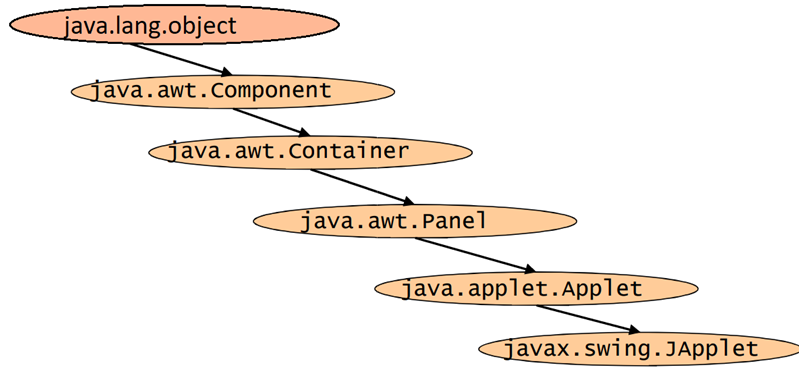 java.lang.object
java.awt.Component
java.awt.Container
java.awt.Panel
java.applet.Applet
javax.swing.JApplet